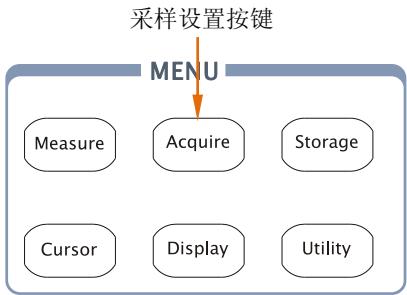 采样设置按键
MENU
Measure Acquire Storage
Cursor Display Utility